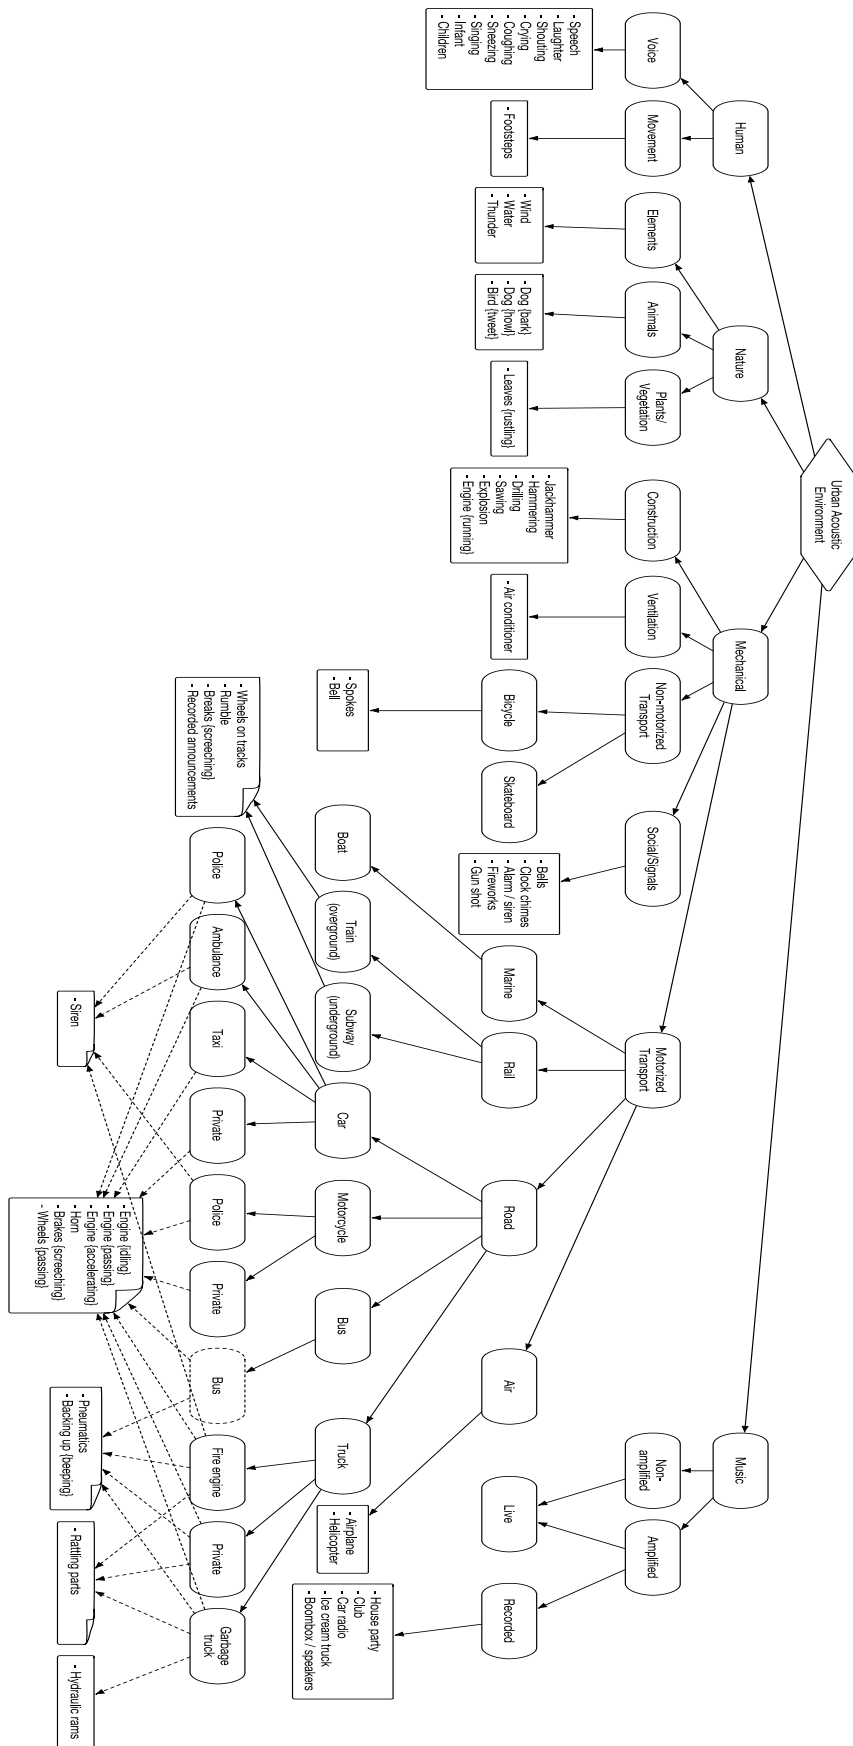 Urban Acoustic
Environment
Human
Nature
Mechanical
Music
Voice
Movement
Elements
Animals
Plants/
Vegetation
Construction
Ventilation
Non-motorized
Transport
Social/Signals
Motorized
Transport
Non-
amplified
Amplified
- Speech
- Laughter
- Shouting
- Crying
- Coughing
- Sneezing
- Singing
- Infant
- Children
- Footsteps
- Wind
- Water
- Thunder
- Dog {bark}
- Dog {howl}
- Bird {tweet}
- Leaves {rustling}
- Jackhammer
- Hammering
- Drilling
- Sawing
- Explosion
- Engine {running}
- Air conditioner
Bicycle
Skateboard
- Bells
- Clock chimes
- Alarm / siren
- Fireworks
- Gun shot
Marine
Rail
Road
Air
Live
Recorded
- Spokes
- Bell
Boat
Train
(overground)
Subway
(underground)
Car
Motorcycle
Bus
Truck
- Airplane
- Helicopter
- House party
- Club
- Car radio
- Ice cream truck
- Boombox / speakers
- Wheels on tracks
- Rumble
- Breaks {screeching}
- Recorded announcements
Police
Ambulance
Taxi
Private
Police
Private
Bus
Fire engine
Private
Garbage
truck
- Siren
- Engine {idling}
- Engine {passing}
- Engine {accelerating}
- Horn
- Brakes {screeching}
- Wheels {passing}
- Pneumatics
- Backing up {beeping}
- Rattling parts
- Hydraulic rams